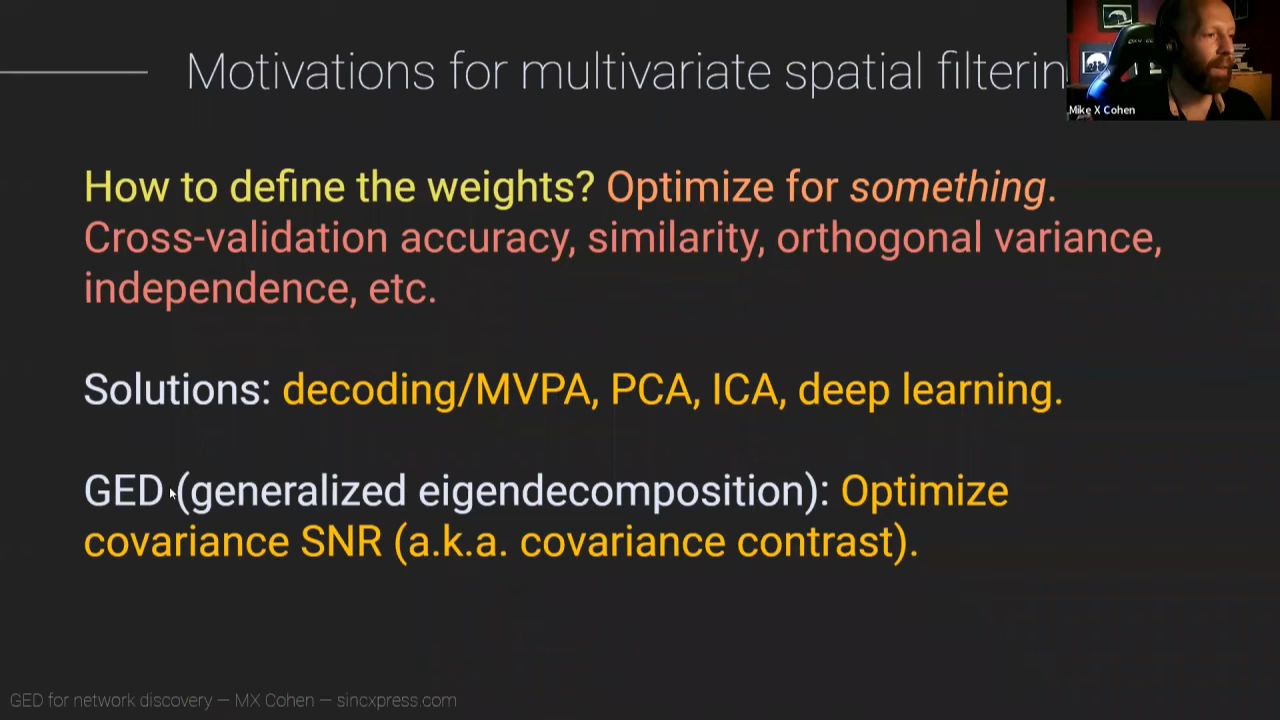 Motivations for multivariate spatial filterin
Mike X Cohen
How to define the weights? Optimize for something.
Cross-validation accuracy, similarity, orthogonal variance,
independence, etc.
Solutions: decoding/MVPA, PCA, ICA, deep learning.
GED (generalized eigendecomposition): Optimize
covariance SNR (a.k.a. covariance contrast).
GED for network discovery — MX Cohen — sincxpress.com